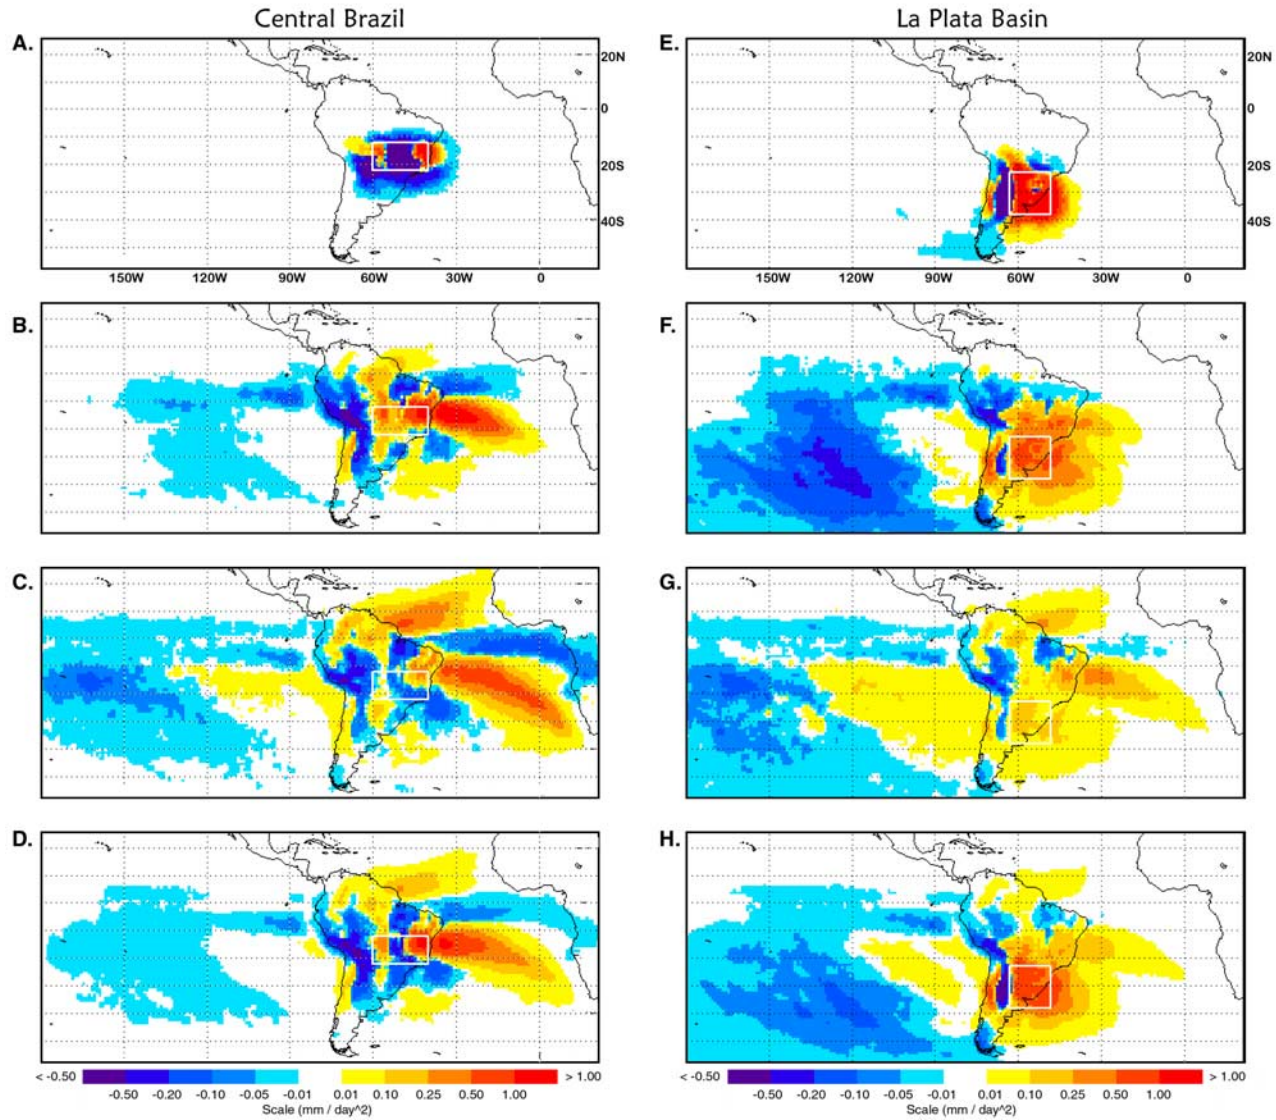 Central Brazil
La Plata Basin
A.
E.
20N
0
20S
40S
20N
0
20S
40S
150W 120W 90W 60W 30W 0
150W 120W 90W 60W 30W 0
B.
F.
C.
G.
D.
H.
< -0.50 > 1.00
-0.50 -0.20 -0.10 -0.05 -0.01 0.01 0.10 0.25 0.50 1.00
Scale (mm / day^2)
< -0.50 > 1.00
-0.50 -0.20 -0.10 -0.05 -0.01 0.01 0.10 0.25 0.50 1.00
Scale (mm / day^2)